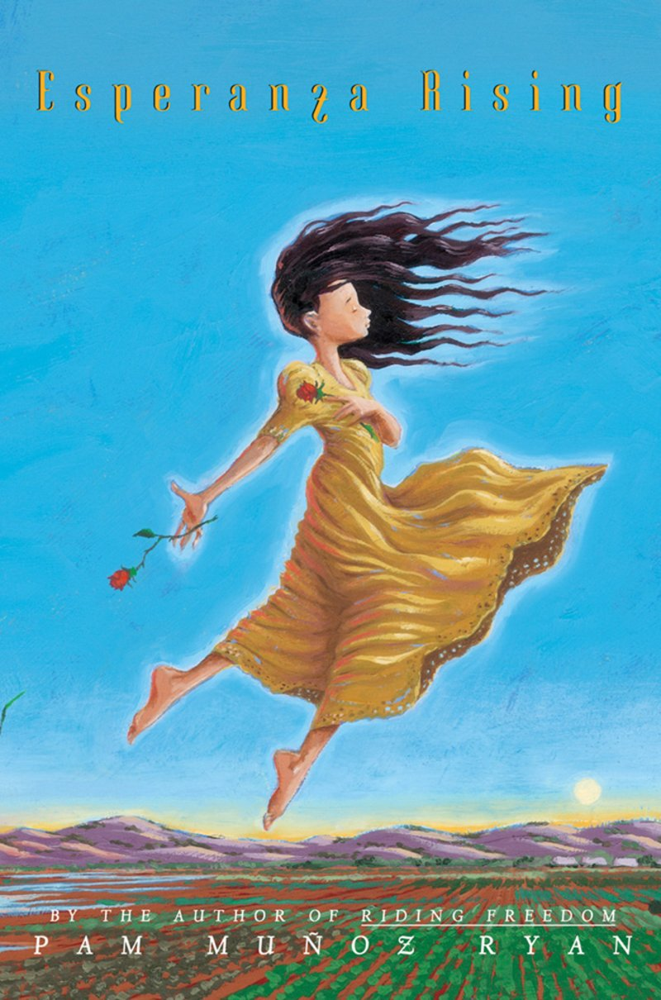 Esperanza Rising
BY THE AUTHOR OF RIDING FREEDOM
PAM MUÑOZ RYAN